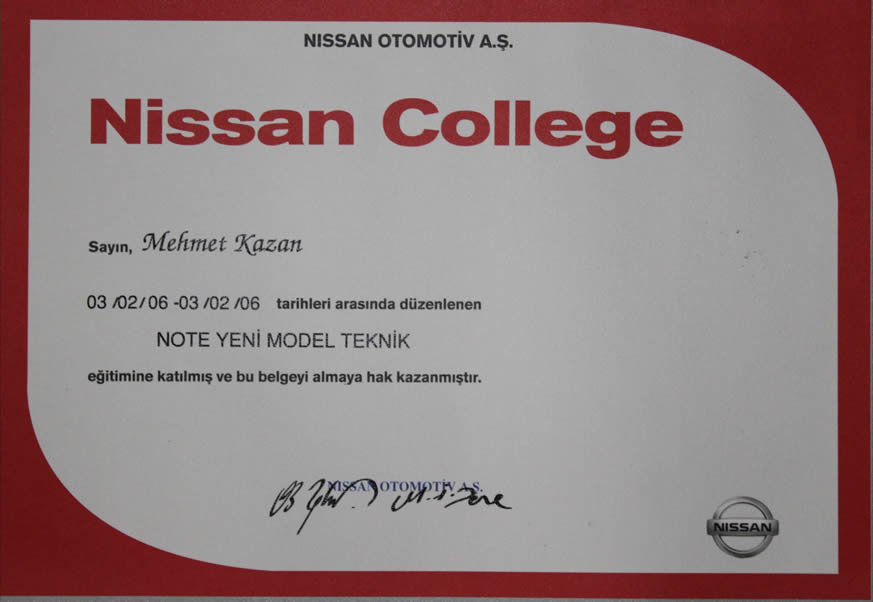 NISSAN OTOMOTİV A.Ş.
Nissan College
Sayın, Mehmet Kazan
03 /02/ 06 -03 /02 /06 tarihleri arasında düzenlenen
NOTE YENİ MODEL TEKNİK
eğitimine katılmış ve bu belgeyi almaya hak kazanmıştır.
NISSAN OTOMOTİV A.Ş.
NISSAN